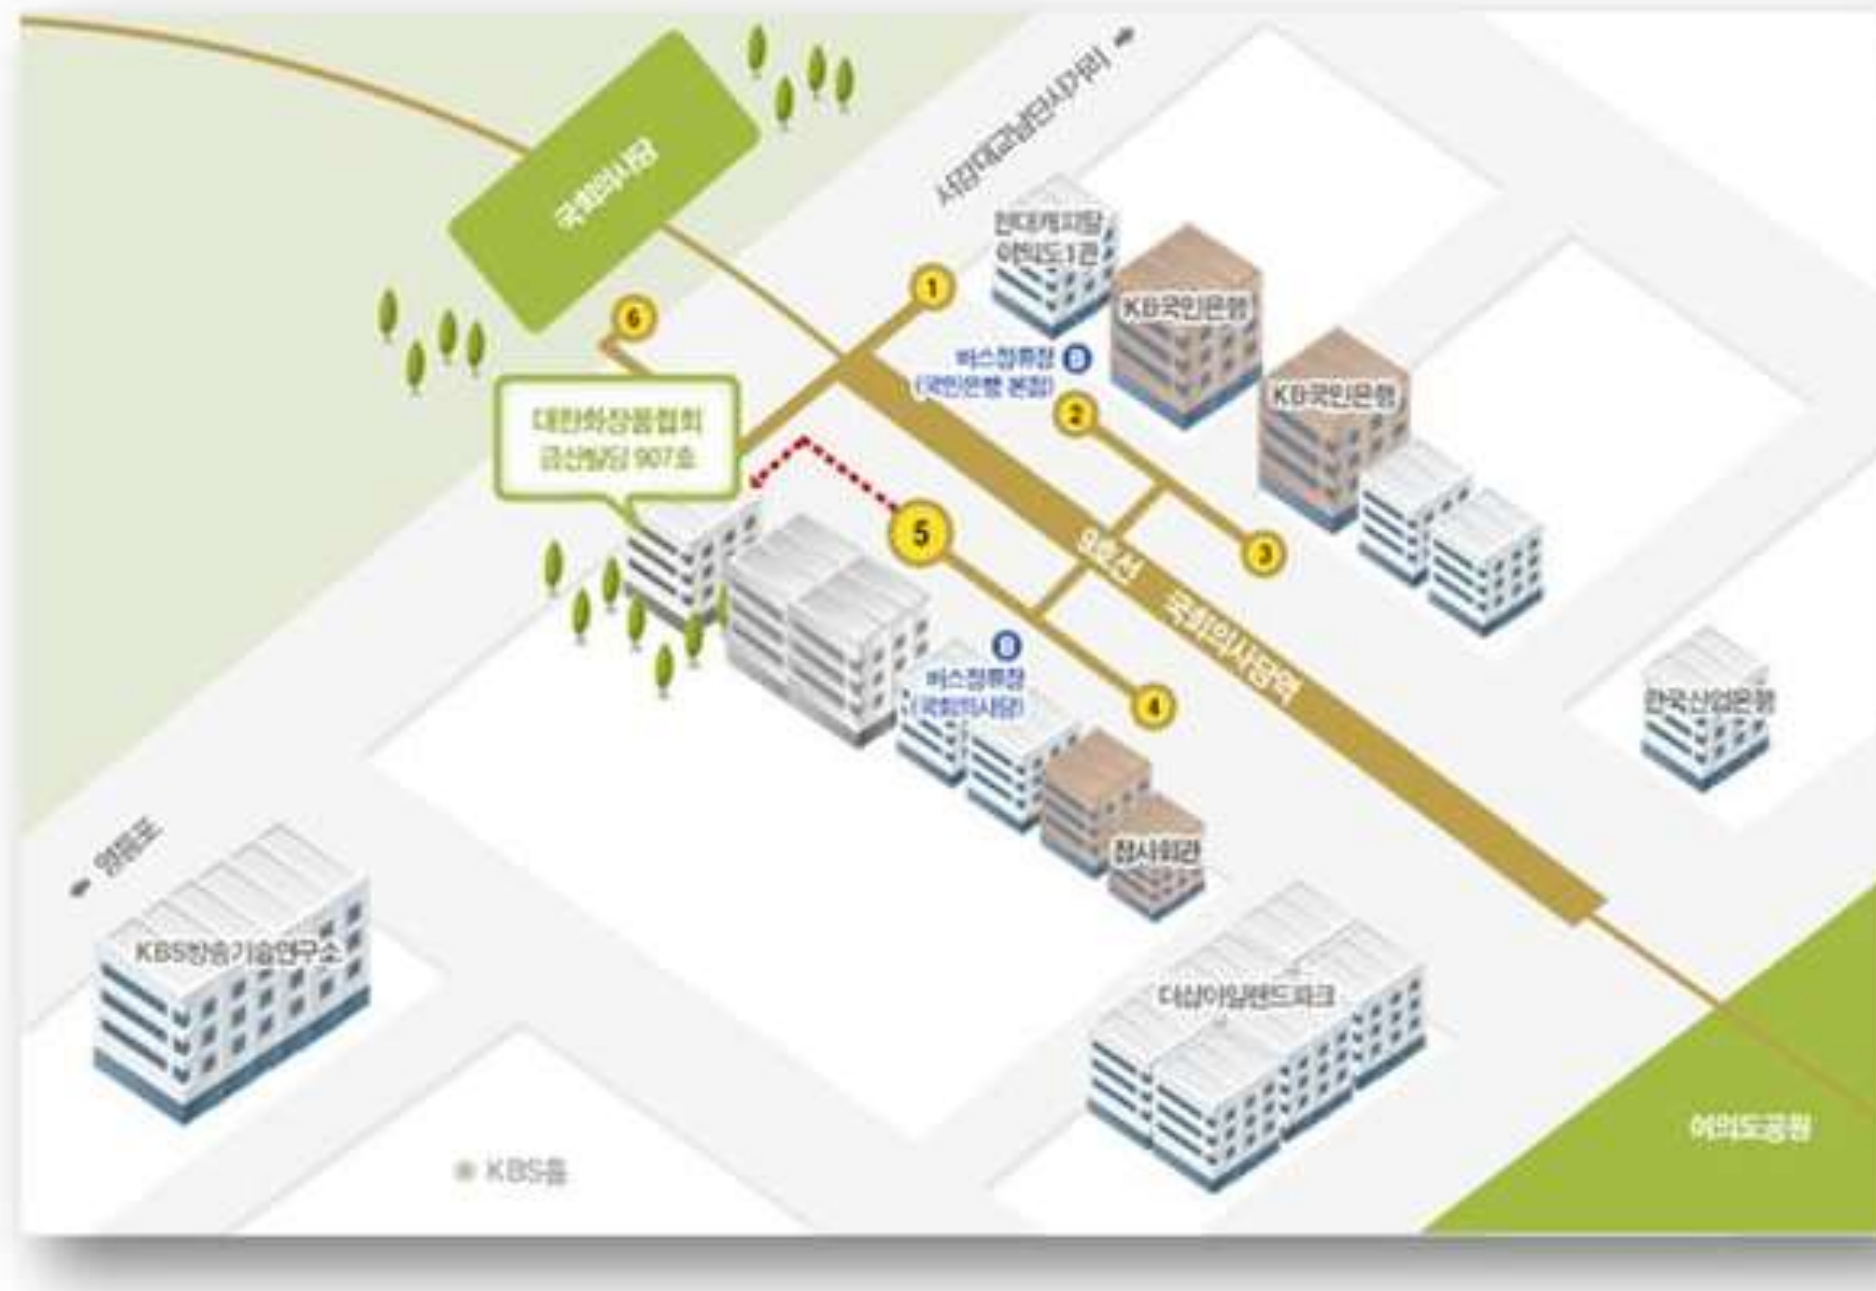 국회의사당
서강대교남단사거리
현대캐피탈
여의도1관
KB국민은행
1
6
버스정류장 B
(국민은행 본점)
KB국민은행
2
대한화장품협회
금산빌딩 907호
5
3
9호선 국회의사당역
B
버스정류장
(국회의사당)
4
한국산업은행
영등포
잠사회관
KBS방송기술연구소
더샵아일랜드파크
여의도공원
KBS홀